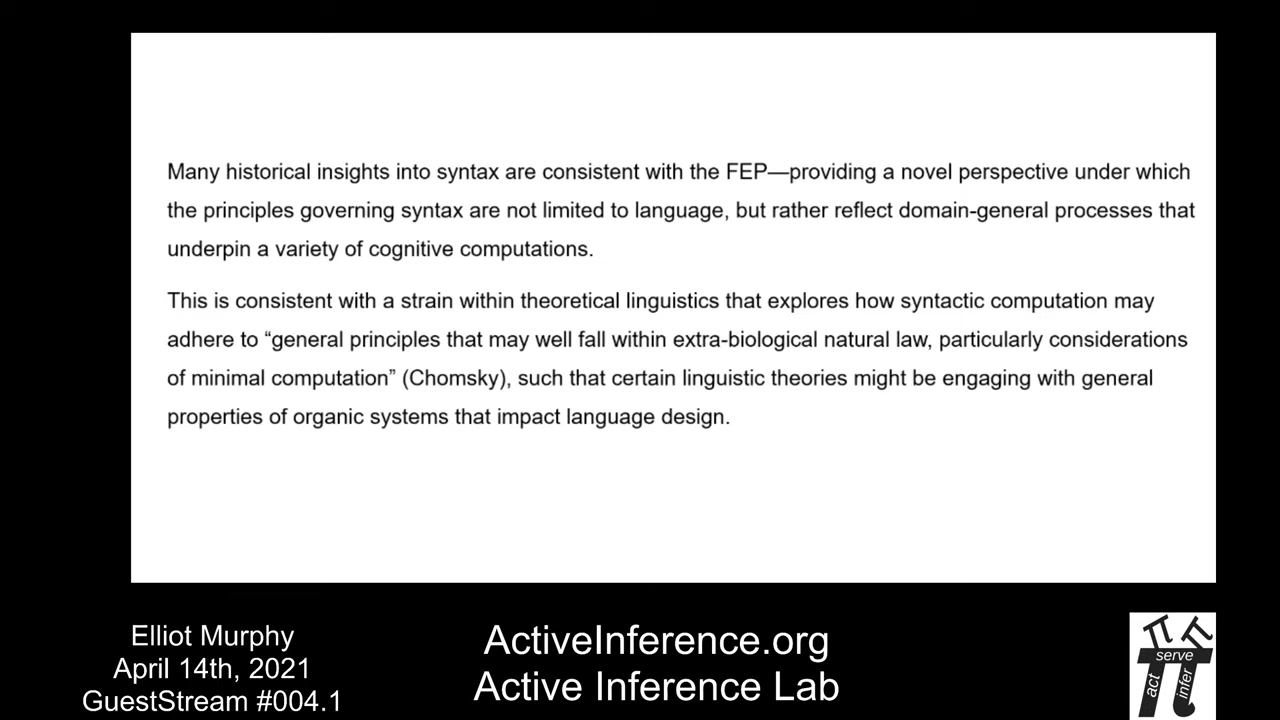 Many historical insights into syntax are consistent with the FEP—providing a novel perspective under which
the principles governing syntax are not limited to language, but rather reflect domain-general processes that
underpin a variety of cognitive computations.
This is consistent with a strain within theoretical linguistics that explores how syntactic computation may
adhere to “general principles that may well fall within extra-biological natural law, particularly considerations
of minimal computation” (Chomsky), such that certain linguistic theories might be engaging with general
properties of organic systems that impact language design.
Elliot Murphy
April 14th, 2021
GuestStream #004.1
ActiveInference.org
Active Inference Lab
serve
act
infer